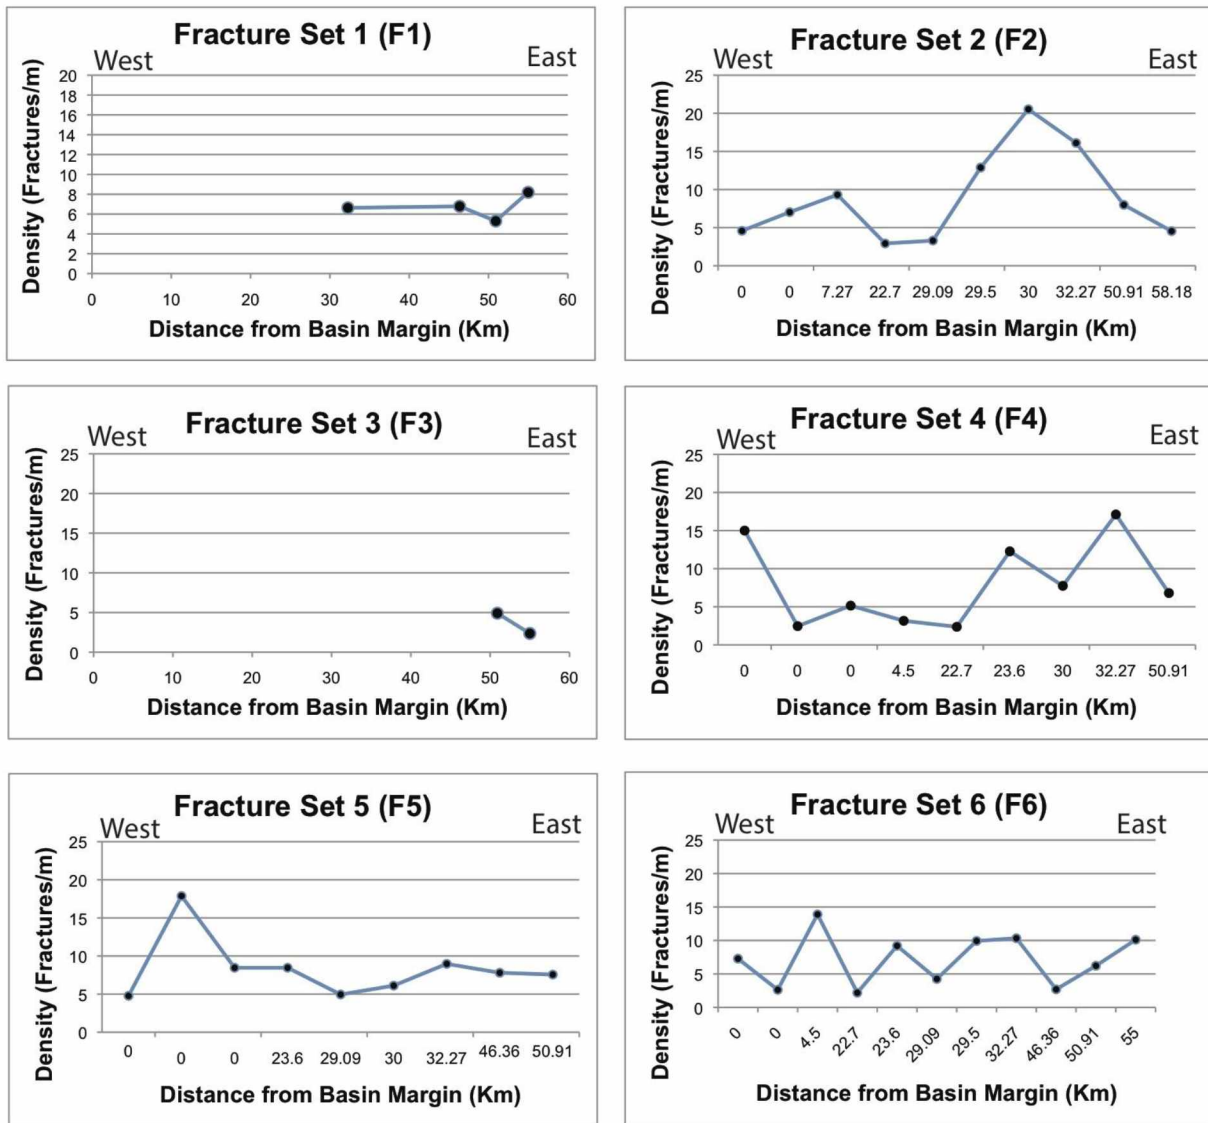 Fracture Set 1 (F1)
West
East
Density (Fractures/m)
20
18
16
14
12
10
8
6
4
2
0
0 10 20 30 40 50 60
Distance from Basin Margin (Km)
Fracture Set 2 (F2)
West
East
Density (Fractures/m)
25
20
15
10
5
0
0 0 7.27 22.7 29.09 29.5 30 32.27 50.91 58.18
Distance from Basin Margin (Km)
Fracture Set 3 (F3)
West
East
Density (Fractures/m)
25
20
15
10
5
0
0 10 20 30 40 50 60
Distance from Basin Margin (Km)
Fracture Set 4 (F4)
West
East
Density (Fractures/m)
25
20
15
10
5
0
0 0 0 4.5 22.7 23.6 30 32.27 50.91
Distance from Basin Margin (Km)
Fracture Set 5 (F5)
West
East
Density (Fractures/m)
25
20
15
10
5
0
0 0 0 23.6 29.09 30 32.27 46.36 50.91
Distance from Basin Margin (Km)
Fracture Set 6 (F6)
West
East
Density (Fractures/m)
25
20
15
10
5
0
0 0 4.5 22.7 23.6 29.09 29.5 32.27 46.36 50.91 55
Distance from Basin Margin (Km)